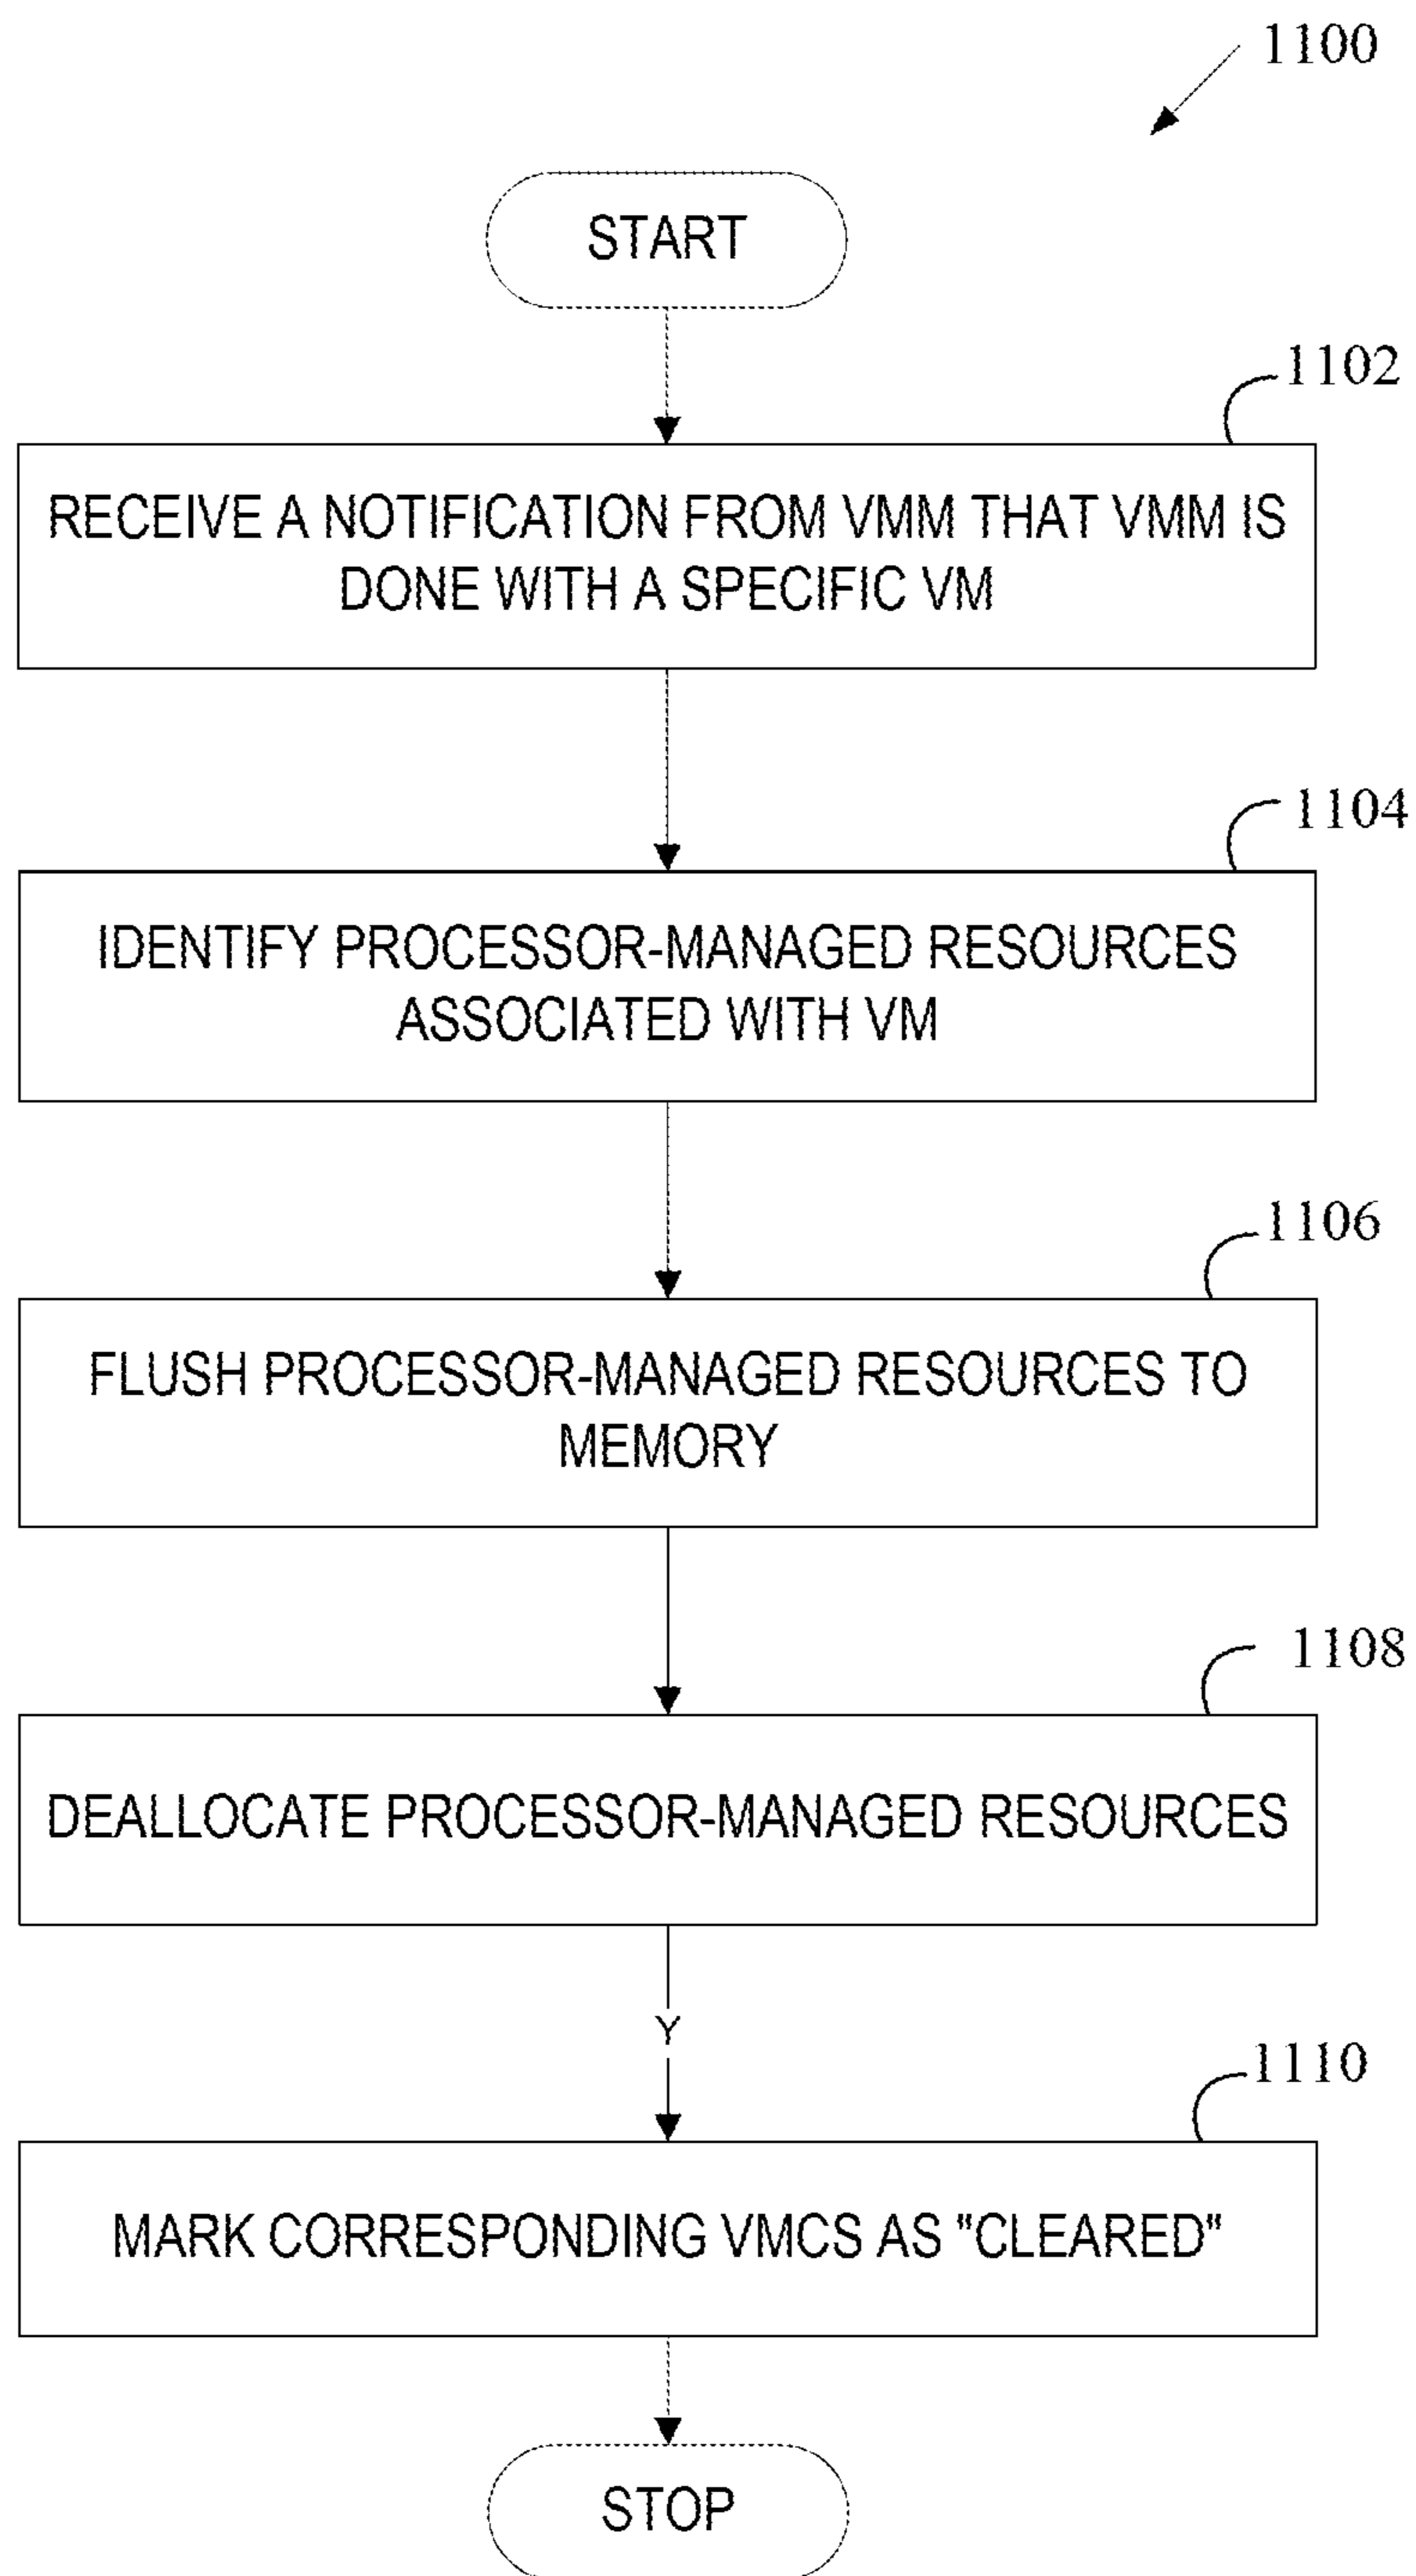 1100
START
1102
RECEIVE A NOTIFICATION FROM VMM THAT VMM IS
DONE WITH A SPECIFIC VM
1104
IDENTIFY PROCESSOR-MANAGED RESOURCES
ASSOCIATED WITH VM
1106
FLUSH PROCESSOR-MANAGED RESOURCES TO
MEMORY
1108
DEALLOCATE PROCESSOR-MANAGED RESOURCES
Y
1110
MARK CORRESPONDING VMCS AS "CLEARED"
STOP